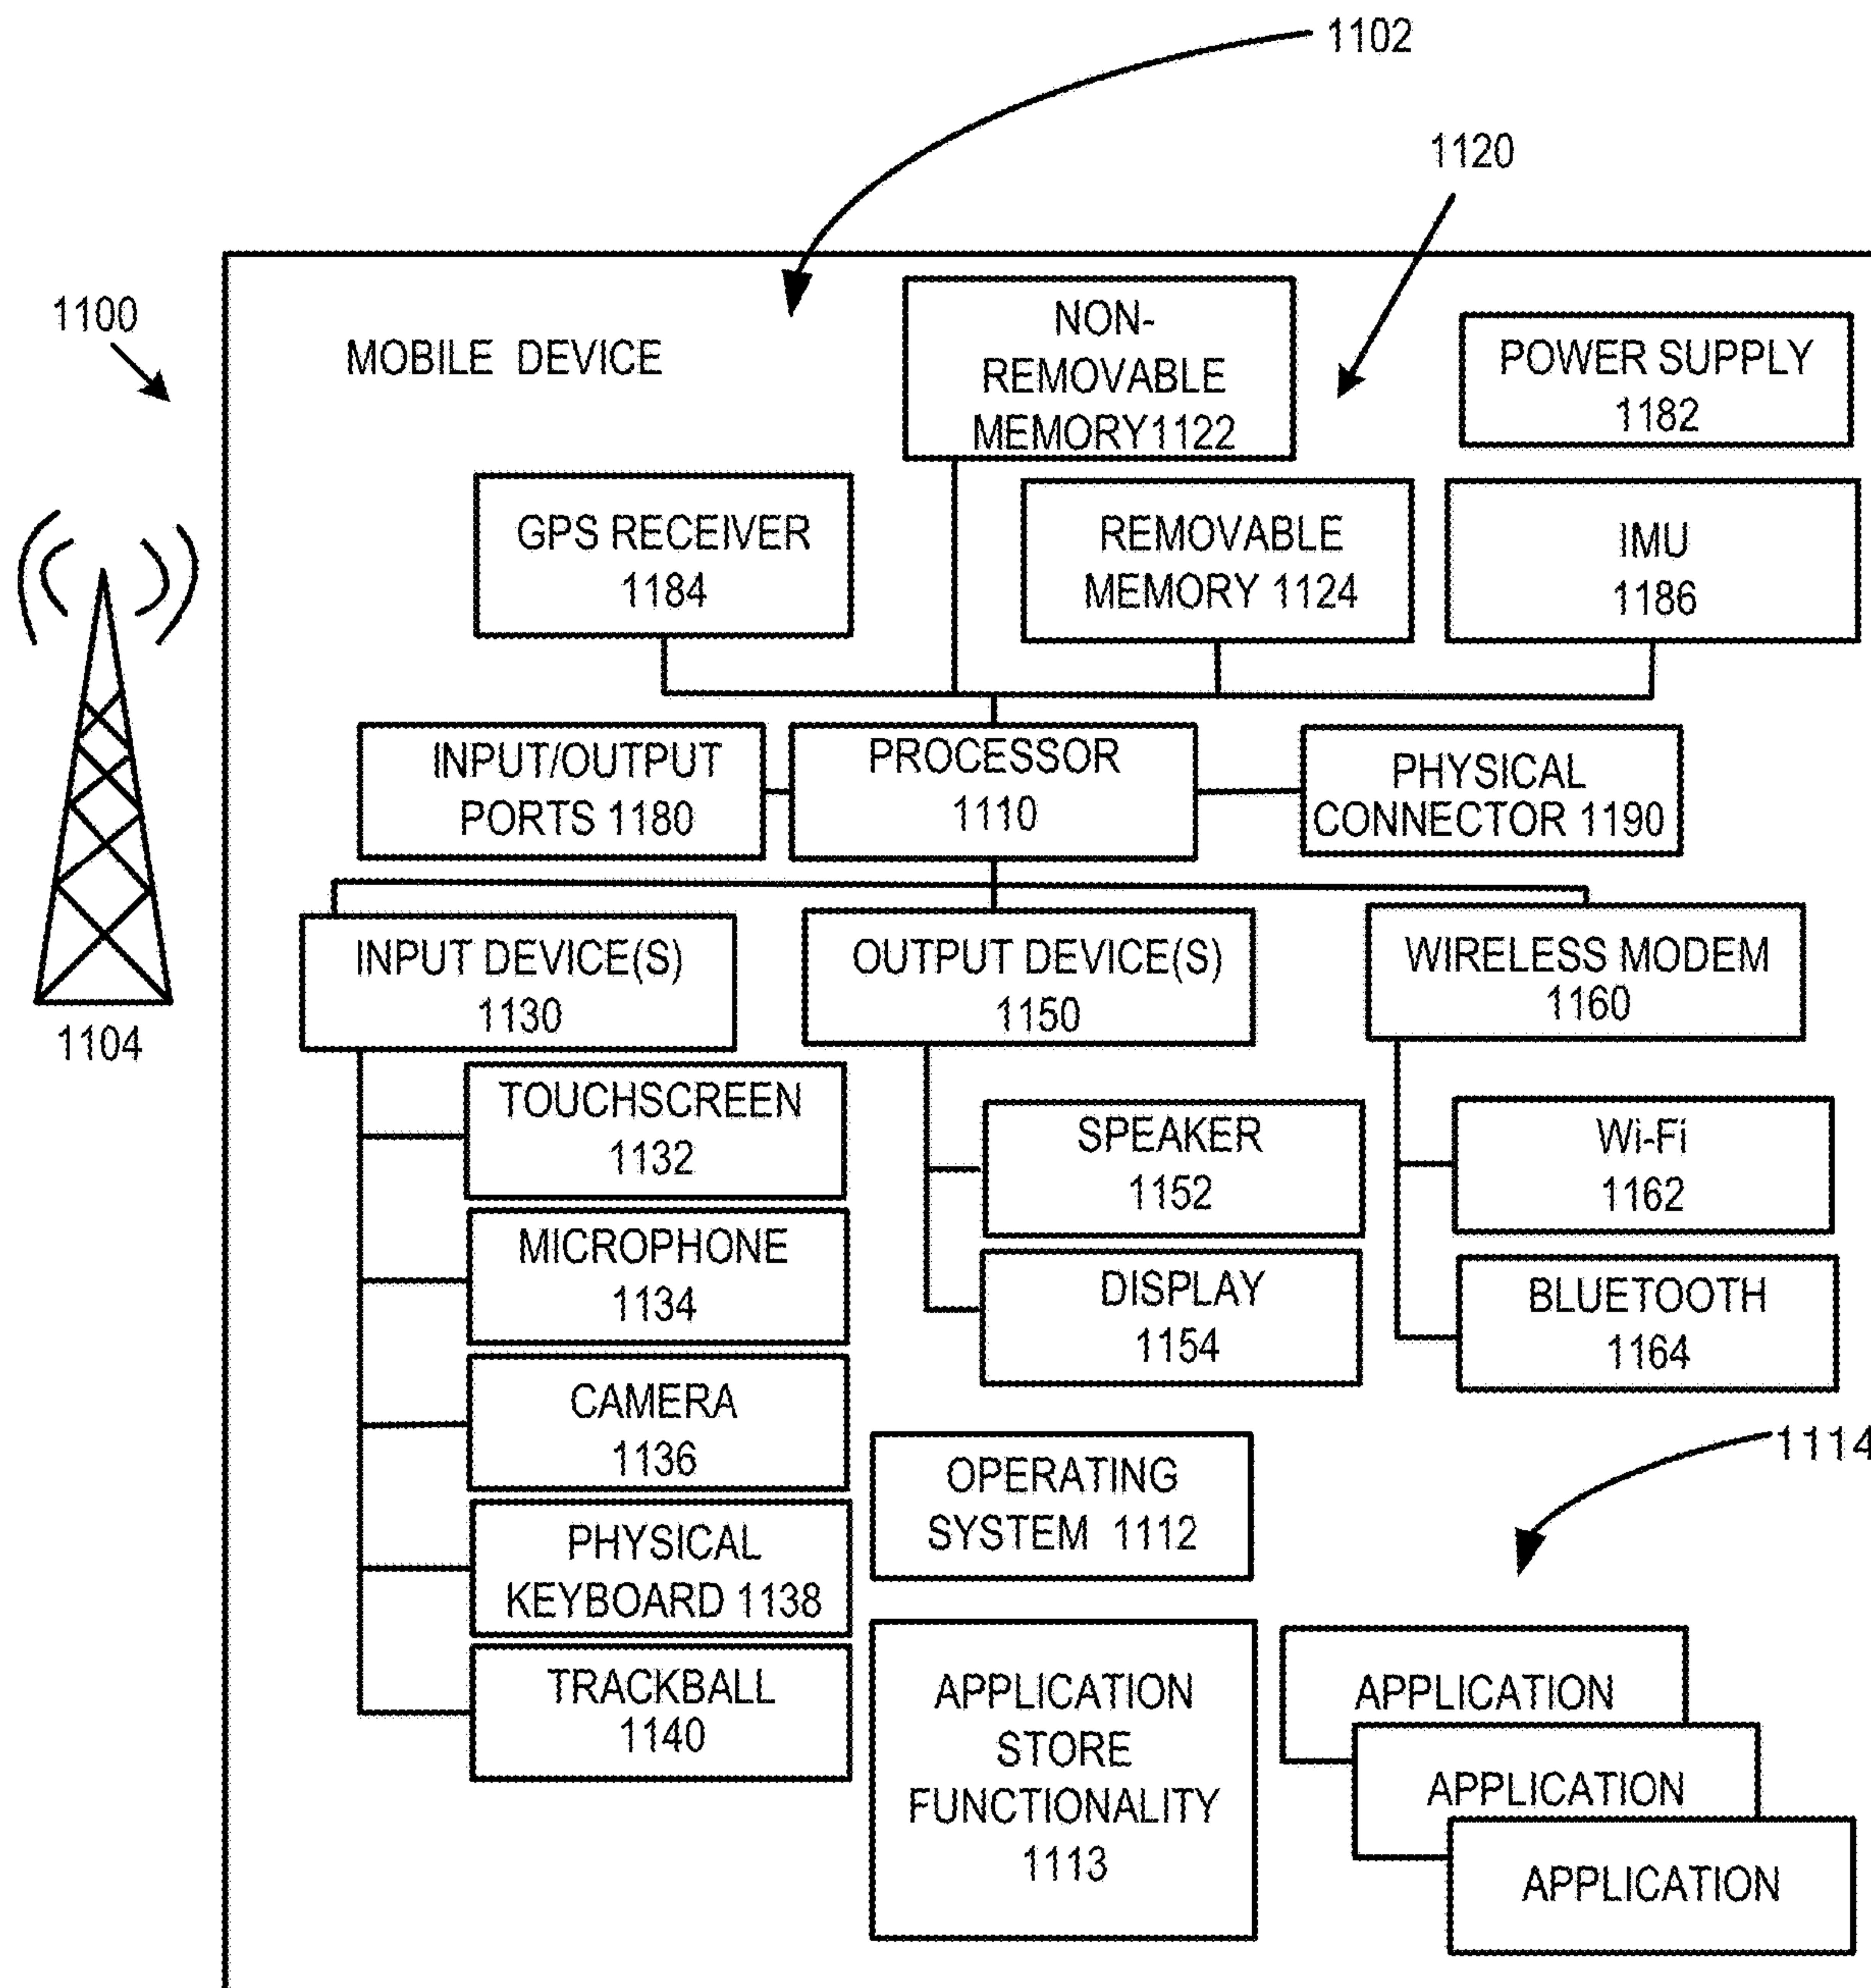 1102
1120
1100
MOBILE DEVICE
NON-
REMOVABLE
MEMORY1122
POWER SUPPLY
1182
GPS RECEIVER
1184
REMOVABLE
MEMORY 1124
IMU
1186
INPUT/OUTPUT
PORTS 1180
PROCESSOR
1110
PHYSICAL
CONNECTOR 1190
INPUT DEVICE(S)
1130
OUTPUT DEVICE(S)
1150
WIRELESS MODEM
1160
1104
TOUCHSCREEN
1132
SPEAKER
1152
Wi-Fi
1162
MICROPHONE
1134
DISPLAY
1154
BLUETOOTH
1164
CAMERA
1136
1114
OPERATING
SYSTEM 1112
PHYSICAL
KEYBOARD 1138
TRACKBALL
1140
APPLICATION
STORE
FUNCTIONALITY
1113
APPLICATION
APPLICATION
APPLICATION